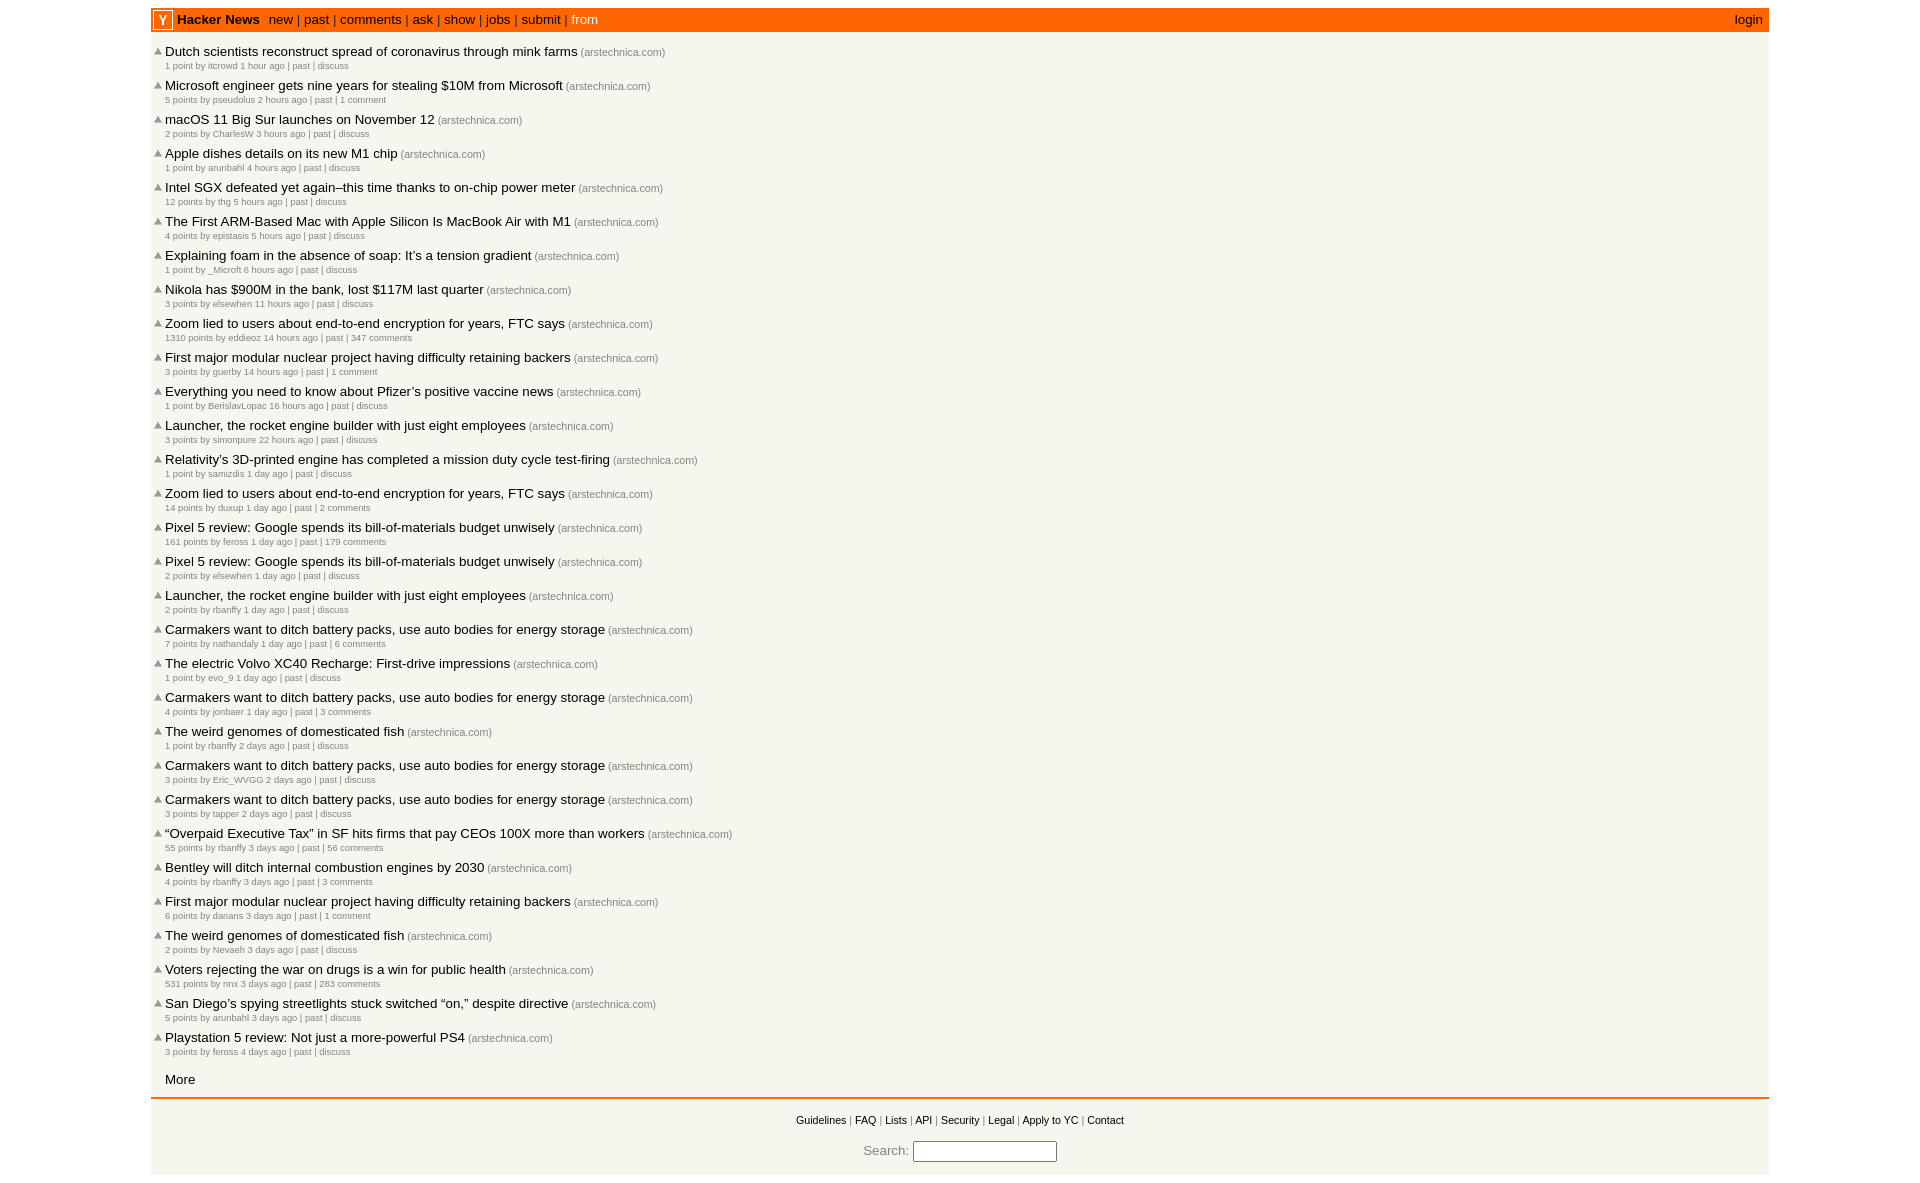 Y Hacker News new | past | comments | ask | show | jobs | submit | from login
Dutch scientists reconstruct spread of coronavirus through mink farms (arstechnica.com)
1 point by itcrowd 1 hour ago | past | discuss
Microsoft engineer gets nine years for stealing $10M from Microsoft (arstechnica.com)
5 points by pseudolus 2 hours ago | past | 1 comment
macOS 11 Big Sur launches on November 12 (arstechnica.com)
2 points by CharlesW 3 hours ago | past | discuss
Apple dishes details on its new M1 chip (arstechnica.com)
1 point by arunbahl 4 hours ago | past | discuss
Intel SGX defeated yet again–this time thanks to on-chip power meter (arstechnica.com)
12 points by thg 5 hours ago | past | discuss
The First ARM-Based Mac with Apple Silicon Is MacBook Air with M1 (arstechnica.com)
4 points by epistasis 5 hours ago | past | discuss
Explaining foam in the absence of soap: It’s a tension gradient (arstechnica.com)
1 point by _Microft 6 hours ago | past | discuss
Nikola has $900M in the bank, lost $117M last quarter (arstechnica.com)
3 points by elsewhen 11 hours ago | past | discuss
Zoom lied to users about end-to-end encryption for years, FTC says (arstechnica.com)
1310 points by eddieoz 14 hours ago | past | 347 comments
First major modular nuclear project having difficulty retaining backers (arstechnica.com)
3 points by guerby 14 hours ago | past | 1 comment
Everything you need to know about Pfizer’s positive vaccine news (arstechnica.com)
1 point by BerislavLopac 16 hours ago | past | discuss
Launcher, the rocket engine builder with just eight employees (arstechnica.com)
3 points by simonpure 22 hours ago | past | discuss
Relativity’s 3D-printed engine has completed a mission duty cycle test-firing (arstechnica.com)
1 point by samizdis 1 day ago | past | discuss
Zoom lied to users about end-to-end encryption for years, FTC says (arstechnica.com)
14 points by duxup 1 day ago | past | 2 comments
Pixel 5 review: Google spends its bill-of-materials budget unwisely (arstechnica.com)
161 points by feross 1 day ago | past | 179 comments
Pixel 5 review: Google spends its bill-of-materials budget unwisely (arstechnica.com)
2 points by elsewhen 1 day ago | past | discuss
Launcher, the rocket engine builder with just eight employees (arstechnica.com)
2 points by rbanffy 1 day ago | past | discuss
Carmakers want to ditch battery packs, use auto bodies for energy storage (arstechnica.com)
7 points by nathandaly 1 day ago | past | 6 comments
The electric Volvo XC40 Recharge: First-drive impressions (arstechnica.com)
1 point by evo_9 1 day ago | past | discuss
Carmakers want to ditch battery packs, use auto bodies for energy storage (arstechnica.com)
4 points by jonbaer 1 day ago | past | 3 comments
The weird genomes of domesticated fish (arstechnica.com)
1 point by rbanffy 2 days ago | past | discuss
Carmakers want to ditch battery packs, use auto bodies for energy storage (arstechnica.com)
3 points by Eric_WVGG 2 days ago | past | discuss
Carmakers want to ditch battery packs, use auto bodies for energy storage (arstechnica.com)
3 points by tapper 2 days ago | past | discuss
“Overpaid Executive Tax” in SF hits firms that pay CEOs 100X more than workers (arstechnica.com)
55 points by rbanffy 3 days ago | past | 56 comments
Bentley will ditch internal combustion engines by 2030 (arstechnica.com)
4 points by rbanffy 3 days ago | past | 3 comments
First major modular nuclear project having difficulty retaining backers (arstechnica.com)
6 points by danans 3 days ago | past | 1 comment
The weird genomes of domesticated fish (arstechnica.com)
2 points by Nevaeh 3 days ago | past | discuss
Voters rejecting the war on drugs is a win for public health (arstechnica.com)
531 points by nnx 3 days ago | past | 283 comments
San Diego’s spying streetlights stuck switched “on,” despite directive (arstechnica.com)
5 points by arunbahl 3 days ago | past | discuss
Playstation 5 review: Not just a more-powerful PS4 (arstechnica.com)
3 points by feross 4 days ago | past | discuss
More
Guidelines | FAQ | Lists | API | Security | Legal | Apply to YC | Contact
Search: